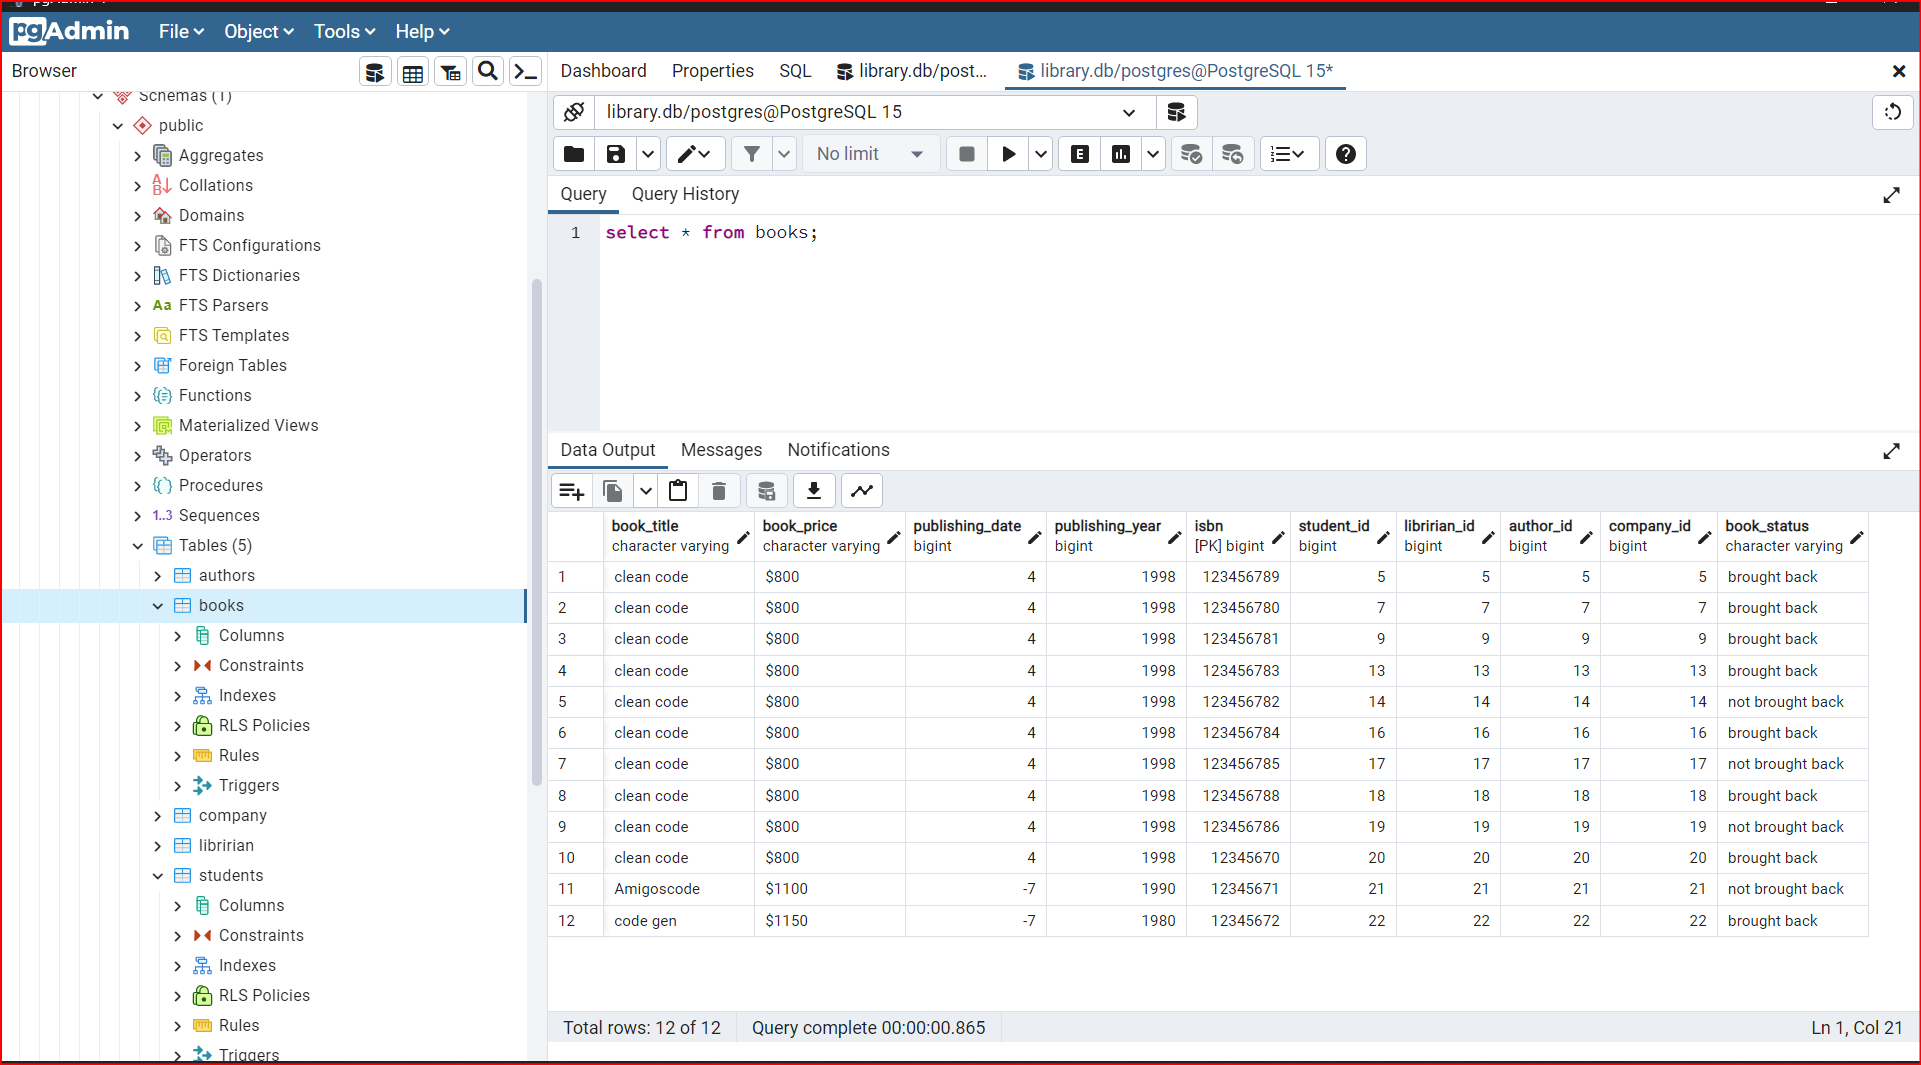 pgAdmin
File Object Tools Help
Browser
Dashboard Properties SQL library.db/post... library.db/postgres@PostgreSQL 15*
library.db/postgres@PostgreSQL 15
No limit
E
Query Query History
1 select * from books;
Schemas (1)
public
Aggregates
Collations
Domains
FTS Configurations
FTS Dictionaries
Aa FTS Parsers
FTS Templates
Foreign Tables
Functions
Materialized Views
Operators
Procedures
1..3 Sequences
Tables (5)
authors
books
Columns
Constraints
Indexes
RLS Policies
Rules
Triggers
company
libririan
students
Columns
Constraints
Indexes
RLS Policies
Rules
Triggers
Data Output Messages Notifications
book_title book_price publishing_date publishing_year isbn student_id libririan_id author_id company_id book_status
character varying character varying bigint bigint [PK] bigint bigint bigint bigint bigint character varying
1 clean code $800 4 1998 123456789 5 5 5 5 brought back
2 clean code $800 4 1998 123456780 7 7 7 7 brought back
3 clean code $800 4 1998 123456781 9 9 9 9 brought back
4 clean code $800 4 1998 123456783 13 13 13 13 brought back
5 clean code $800 4 1998 123456782 14 14 14 14 not brought back
6 clean code $800 4 1998 123456784 16 16 16 16 brought back
7 clean code $800 4 1998 123456785 17 17 17 17 not brought back
8 clean code $800 4 1998 123456788 18 18 18 18 brought back
9 clean code $800 4 1998 123456786 19 19 19 19 not brought back
10 clean code $800 4 1998 12345670 20 20 20 20 brought back
11 Amigoscode $1100 -7 1990 12345671 21 21 21 21 not brought back
12 code gen $1150 -7 1980 12345672 22 22 22 22 brought back
Total rows: 12 of 12 Query complete 00:00:00.865 Ln 1, Col 21